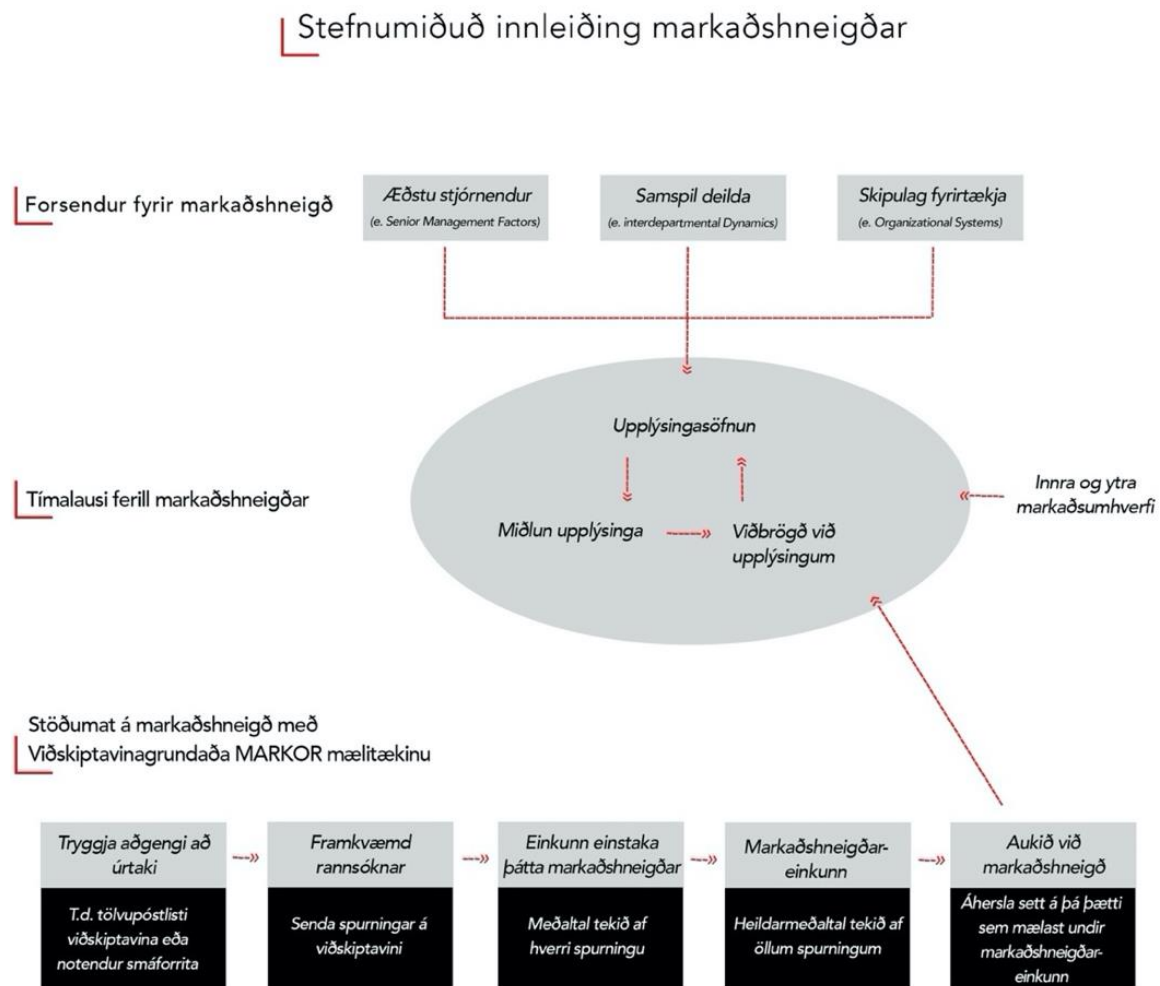 Stefnumiðuð innleiðing markaðshneigðar
Forsendur fyrir markaðshneigð
Æðstu stjórnendur
(e. Senior Management Factors)
Samspil deilda
(e. interdepartmental Dynamics)
Skipulag fyrirtækja
(e. Organizational Systems)
Tímalausi ferill markaðshneigðar
Upplýsingasöfnun
Miðlun upplýsinga
Viðbrögð við
upplýsingum
Innra og ytra
markaðsumhverfi
Stöðumat á markaðshneigð með
Viðskiptavinagrundaða MARKOR mælitækinu
Tryggja aðgengi að
úrtaki
T.d. tölvupóstlisti
viðskiptavina eða
notendur smáforrita
Framkvæmd
rannsóknar
Senda spurningar á
viðskiptavini
Einkunn einstaka
þátta markaðshneigðar
Meðaltal tekið af
hverri spurningu
Markaðshneigðar-
einkunn
Heildarmeðaltal tekið af
öllum spurningum
Aukið við
markaðshneigð
Áhersla sett á þá þætti
sem mælast undir
markaðshneigðar-
einkunn